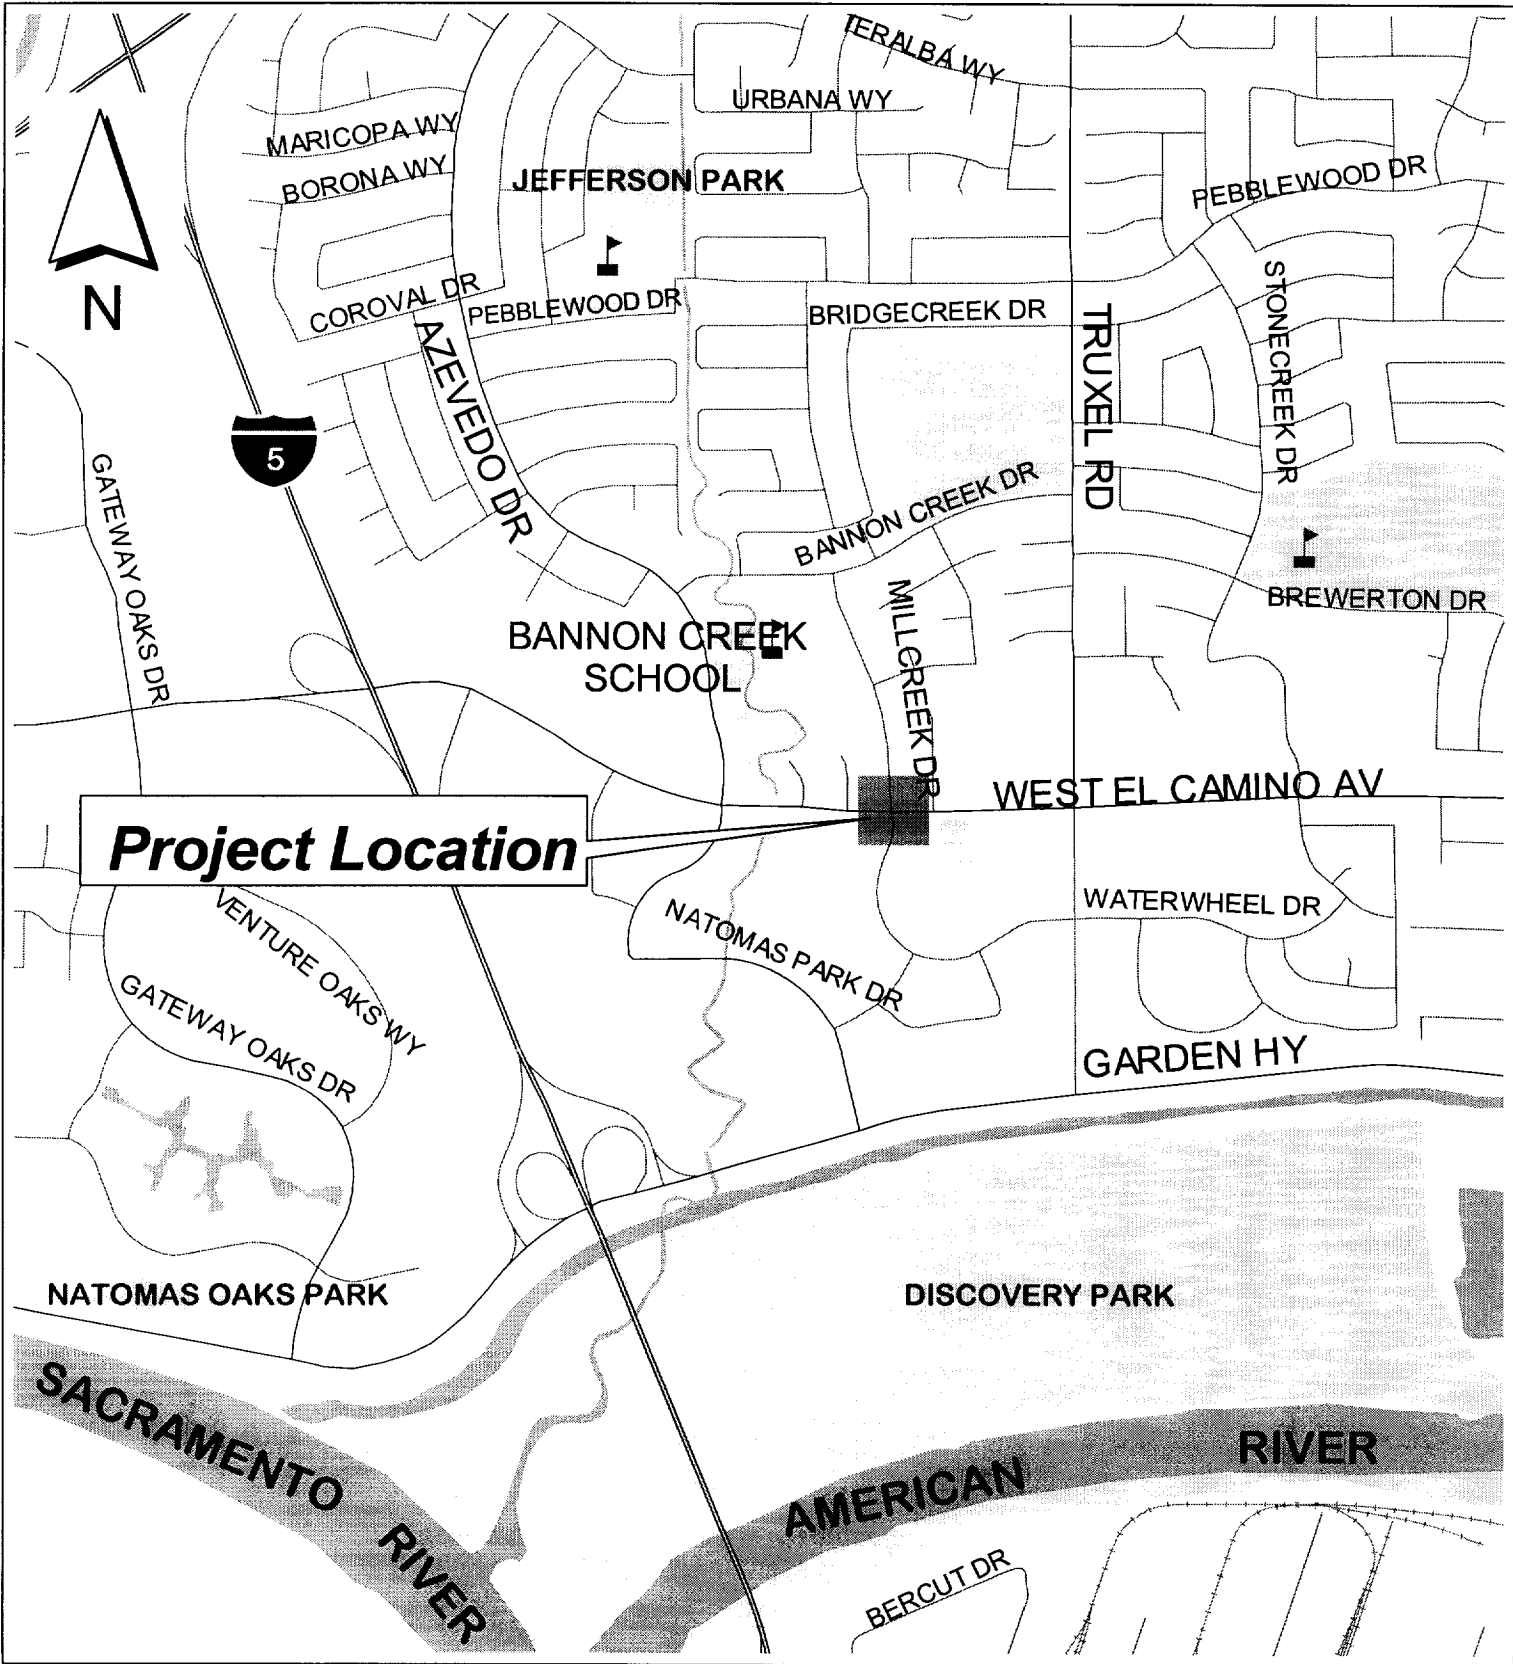 TERALBA WY
URBANA WY
MARICOPA WY
BORONA WY
JEFFERSON PARK
PEBBLEWOOD DR
N
COROVAL DR
PEBBLEWOOD DR
BRIDGECREEK DR
STONECREEK DR
TRUXEL RD
AZEVEDO DR
5
GATEWAY OAKS DR
BANNON CREEK DR
BREWERTON DR
MILLCREEK DR
BANNON CREEK
SCHOOL
WEST EL CAMINO AV
Project Location
WATERWHEEL DR
VENTURE OAKS WY
NATOMAS PARK DR
GATEWAY OAKS DR
GARDEN HY
NATOMAS OAKS PARK
DISCOVERY PARK
SACRAMENTO RIVER
AMERICAN RIVER
BERCUT DR